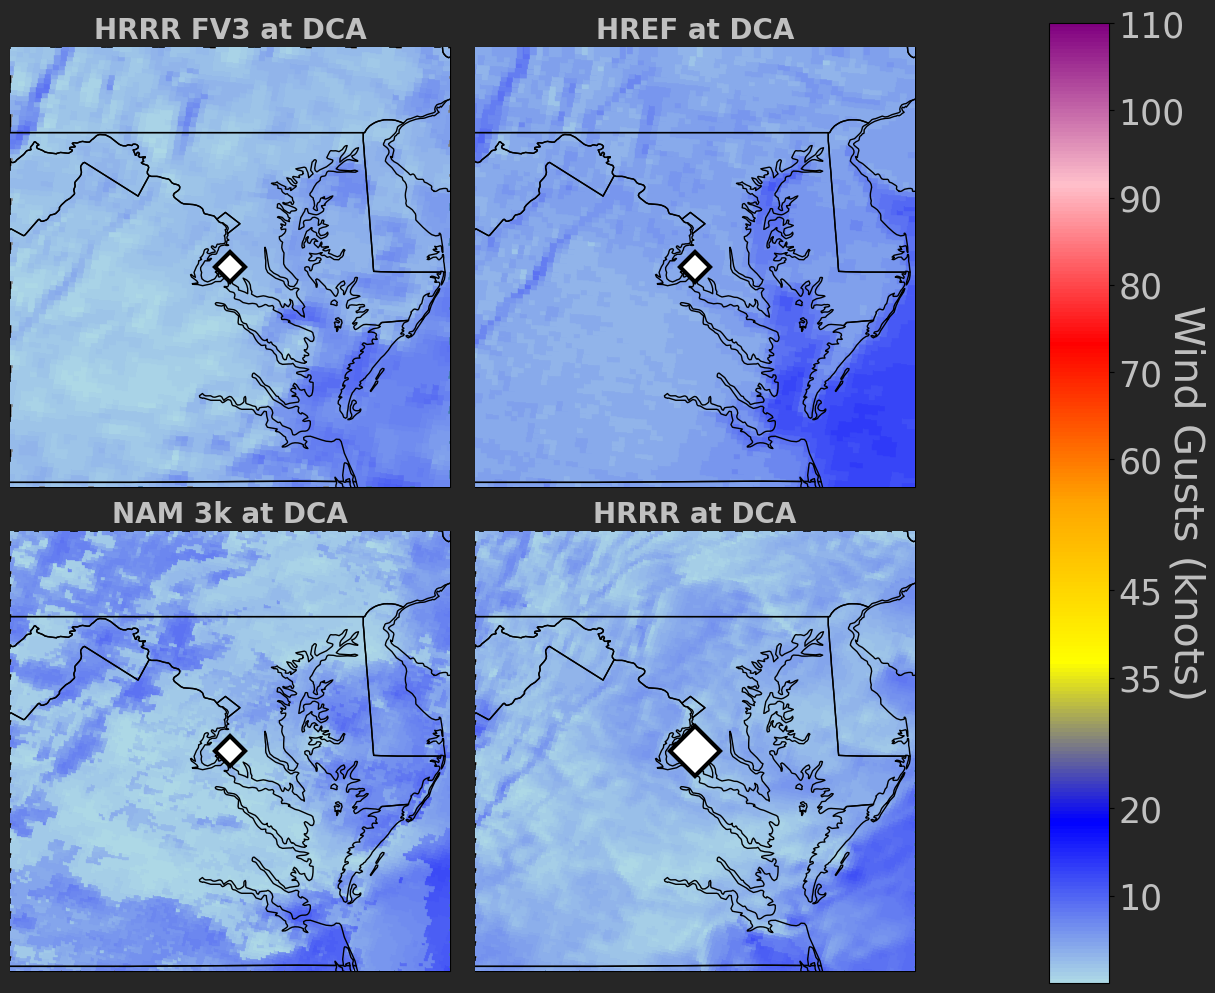 HRRR FV3 at DCA
HREF at DCA
NAM 3k at DCA
HRRR at DCA
110
100
90
80
70
60
45
35
20
10
Wind Gusts (knots)